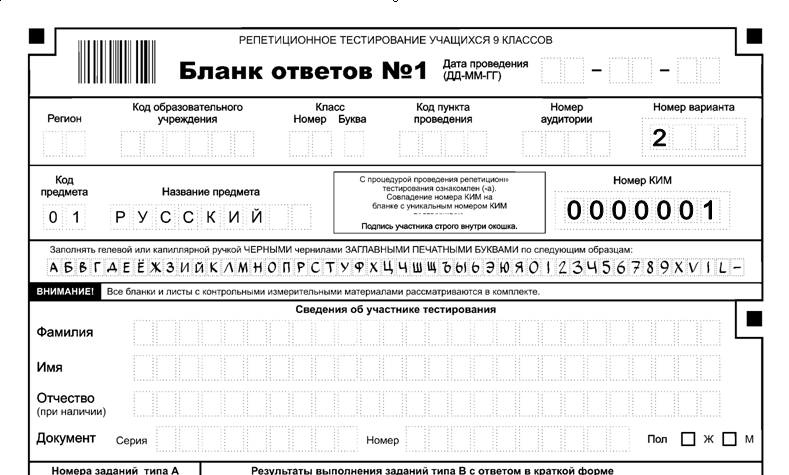 РЕПЕТИЦИОННОЕ ТЕСТИРОВАНИЕ УЧАЩИХСЯ 9 КЛАССОВ
Бланк ответов №1
Дата проведения
(ДД-ММ-ГГ)
Регион
Код образовательного
учреждения
Класс
Номер Буква
Код пункта
проведения
Номер
аудитории
Номер варианта
2
Код
предмета
Название предмета
01 РУССКИЙ
С процедурой проведения репетиционн
тестирования ознакомлен (-а).
Совпадение номера КИМ на
бланке с уникальным номером КИМ
Подпись участника строго внутри окошка.
Номер КИМ
0000001
Заполнять гелевой или капиллярной ручкой ЧЕРНЫМИ чернилами ЗАГЛАВНЫМИ ПЕЧАТНЫМИ БУКВАМИ по следующим образцам:
АБВГДЕЁЖЗИЙКЛМНОПРСТУФХЦЧШЩЪЫЬЭЮЯ0123456789XVIL-
ВНИМАНИЕ! Все бланки и листы с контрольными измерительными материалами рассматриваются в комплекте.
Сведения об участнике тестирования
Фамилия
Имя
Отчество
(при наличии)
Документ Серия Номер Пол Ж М
Номера заданий типа А Результаты выполнения заданий типа В с ответом в краткой форме